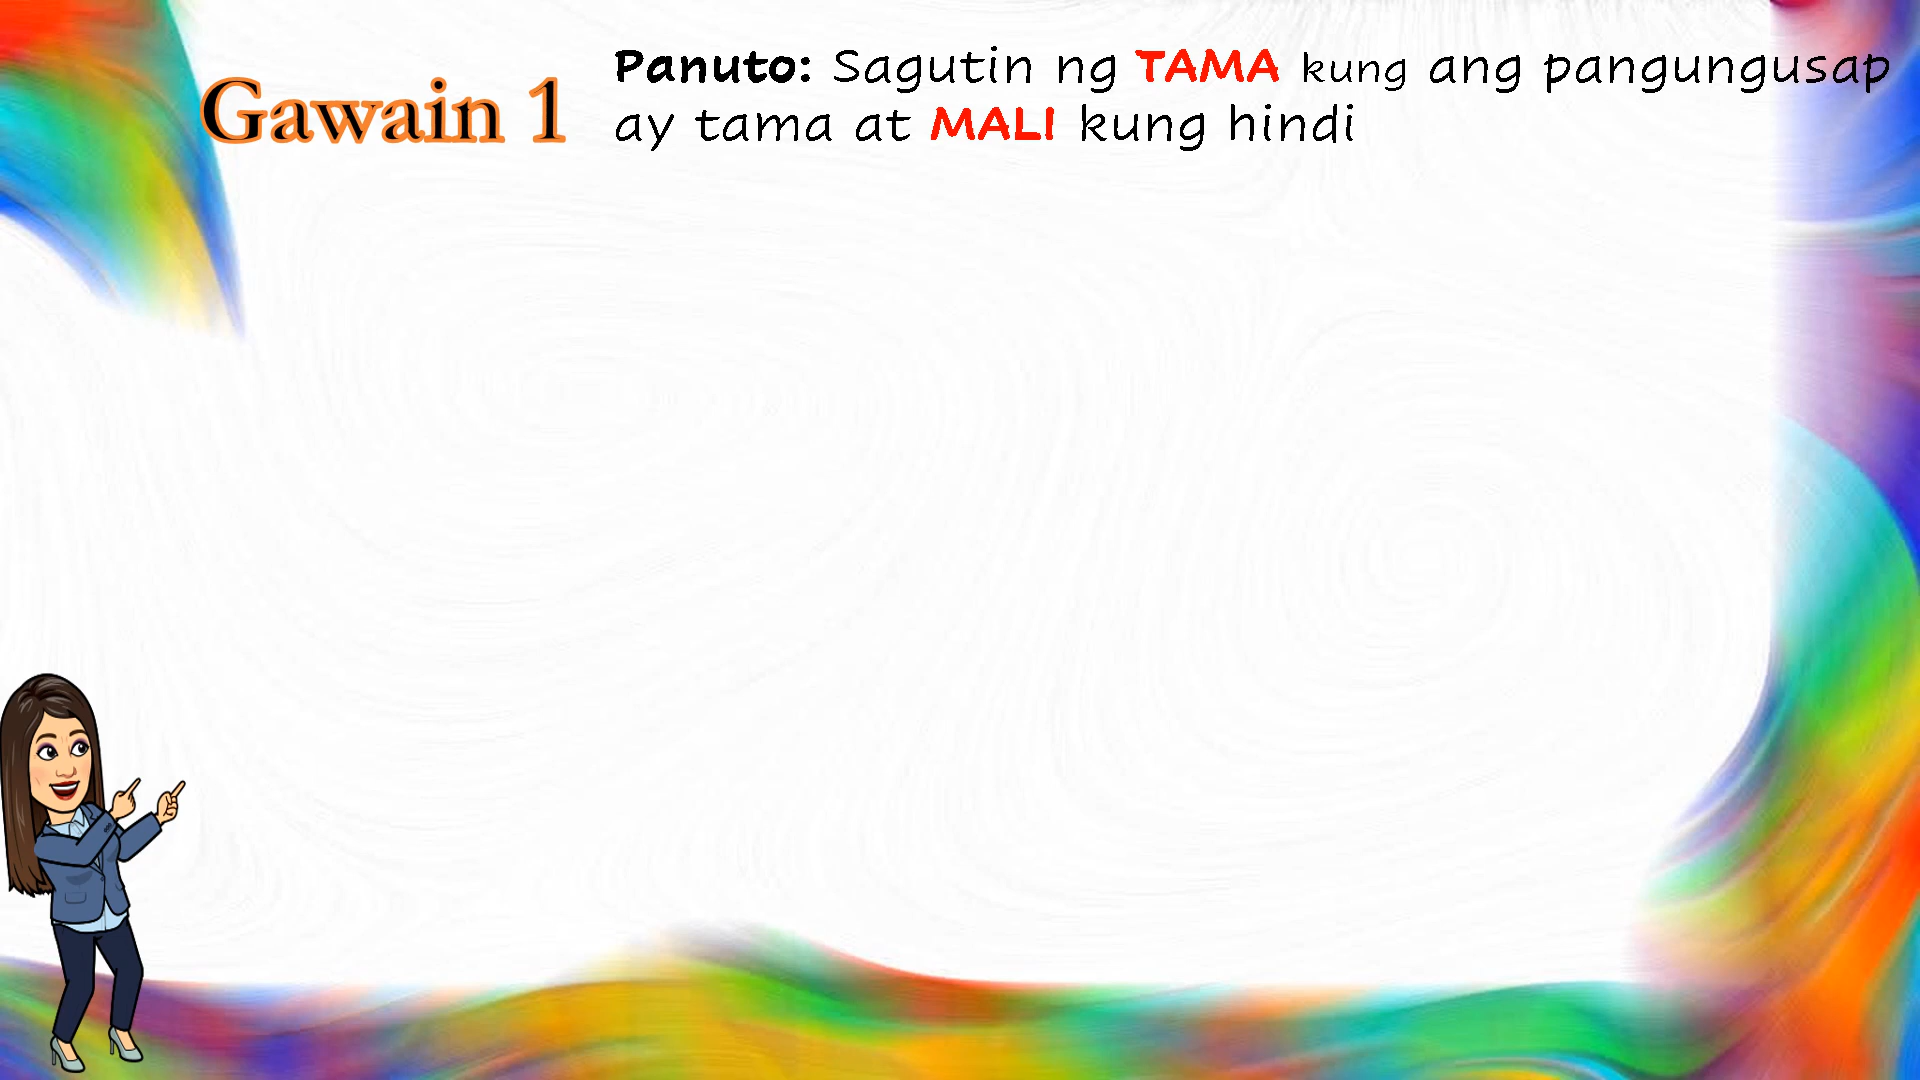 Gawain 1
Panuto: Sagutin ng TAMA kung ang pangungusap
ay tama at MALI kung hindi